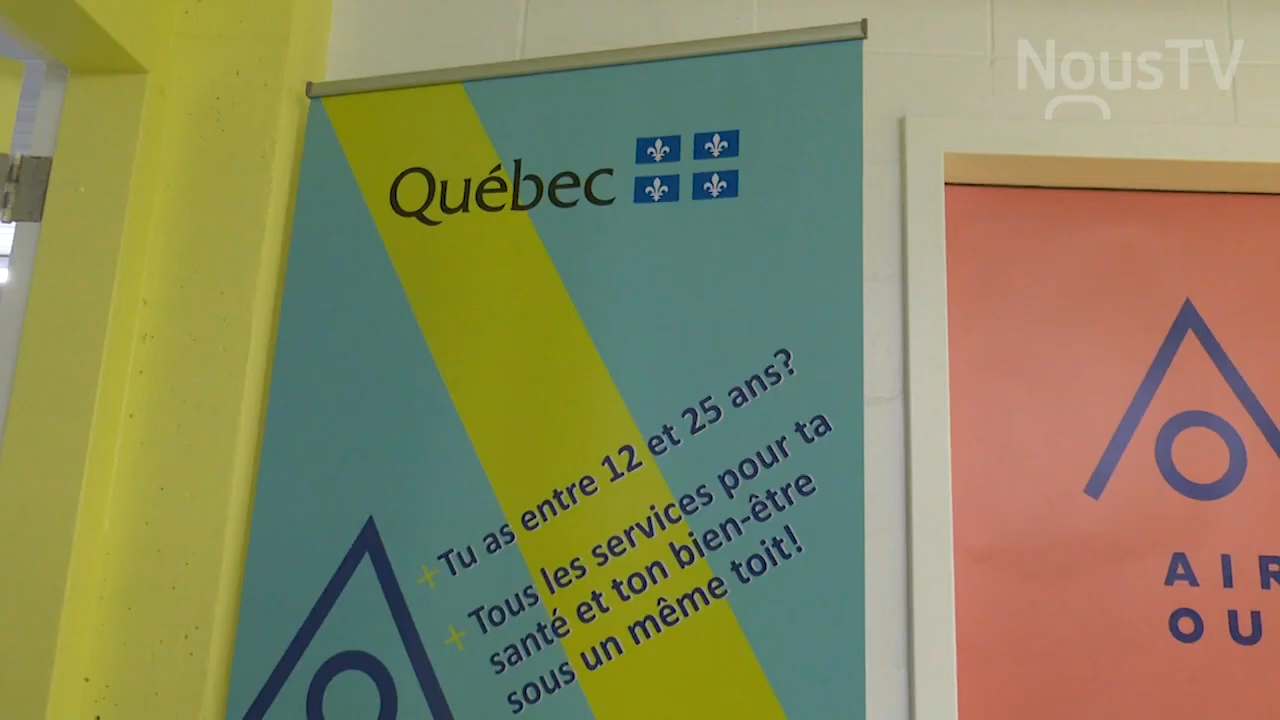 NousTV
Québec
+Tu as entre 12 et 25 ans?
+Tous les services pour ta
santé et ton bien-être
sous un même toit!
AIR
OU